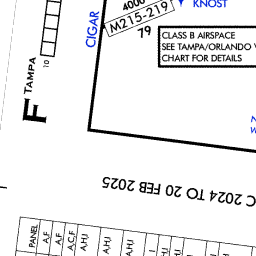 4000
KNOST
CIGAR
M215-219
79
CLASS B AIRSPACE
SEE TAMPA/ORLANDO
CHART FOR DETAILS
F TAMPA
10
2024 TO 20 FEB 2025
PANEL
A,F
A,F
A,C,F
A,H,I
A,H,I
A,H,I
A,H,I